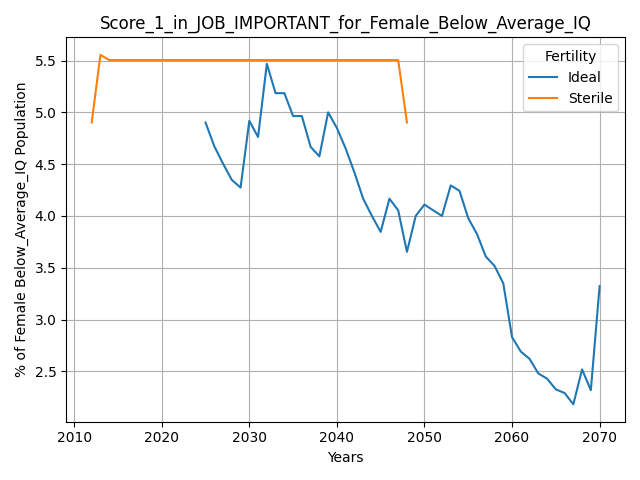 Score_1_in_JOB_IMPORTANT_for_Female_Below_Average_IQ
% of Female Below_Average_IQ Population
5.5
5.0
4.5
4.0
3.5
3.0
2.5
Fertility
Ideal
Sterile
2010 2020 2030 2040 2050 2060 2070
Years